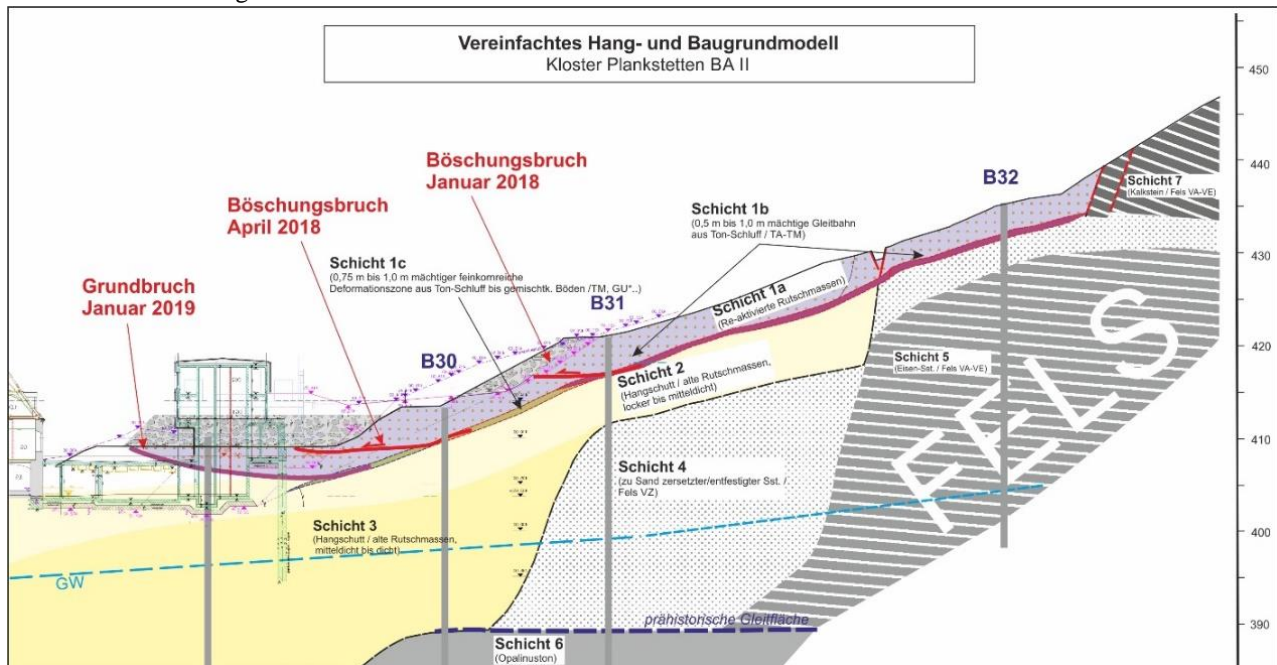 Vereinfachtes Hang- und Baugrundmodell
Kloster Plankstetten BA II
450
440
430
420
410
400
390
Böschungsbruch
Januar 2018
B32
Schicht 7
(Kalkstein / Fels VA-VE)
Böschungsbruch
April 2018
Schicht 1b
(0,5 m bis 1,0 m mächtige Gleitbahn
aus Ton-Schluff / TA-TM)
Schicht 1c
(0,75 m bis 1,0 m mächtiger feinkornreiche
Deformationszone aus Ton-Schluff bis gemischtk. Böden /TM, GU*..)
Grundbruch
Januar 2019
B31
Schicht 1a
(Re-aktivierte Rutschmassen)
B30
Schicht 2
(Hangschutt / alte Rutschmassen,
locker bis mitteldicht)
Schicht 5
(Eisen-Sst. / Fels VA-VE)
FELS
Schicht 4
(zu Sand zersetzter/entfestigter Sst. /
Fels VZ)
Schicht 3
(Hangschutt / alte Rutschmassen,
mitteldicht bis dicht)
GW
prähistorische Gleitfläche
Schicht 6
(Opalinuston)